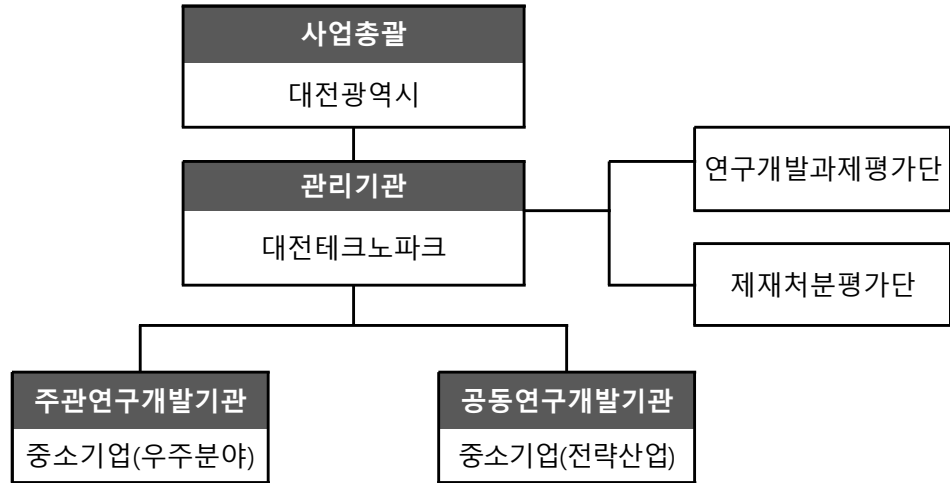 사업총괄
대전광역시
관리기관
대전테크노파크
연구개발과제평가단
제재처분평가단
주관연구개발기관
중소기업(우주분야)
공동연구개발기관
중소기업(전략산업)